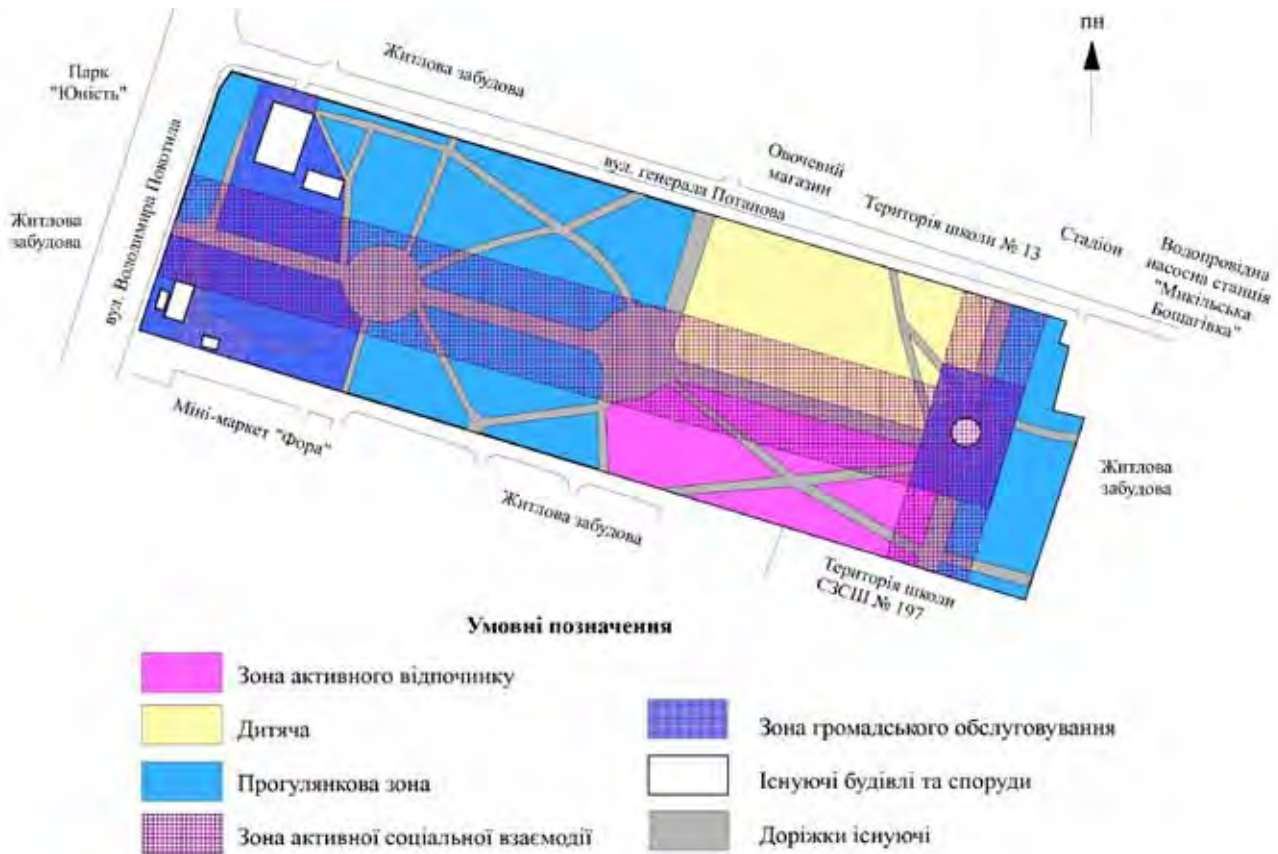 пн
Парк
"Юність"
Житлова забудова
вул. Володимира Покотила
вул. генерала Потапова
Овочевий
магазин
Територія школи № 13
Стадіон
Водопровідна
насосна станція
"Микільська
Борщагівка"
Житлова
забудова
Міні-маркет "Фора"
Житлова забудова
Територія школи
СЗСШ № 197
Житлова
забудова
Умовні позначення
Зона активного відпочинку
Дитяча
Прогулянкова зона
Зона активної соціальної взаємодії
Зона громадського обслуговування
Існуючі будівлі та споруди
Доріжки існуючі